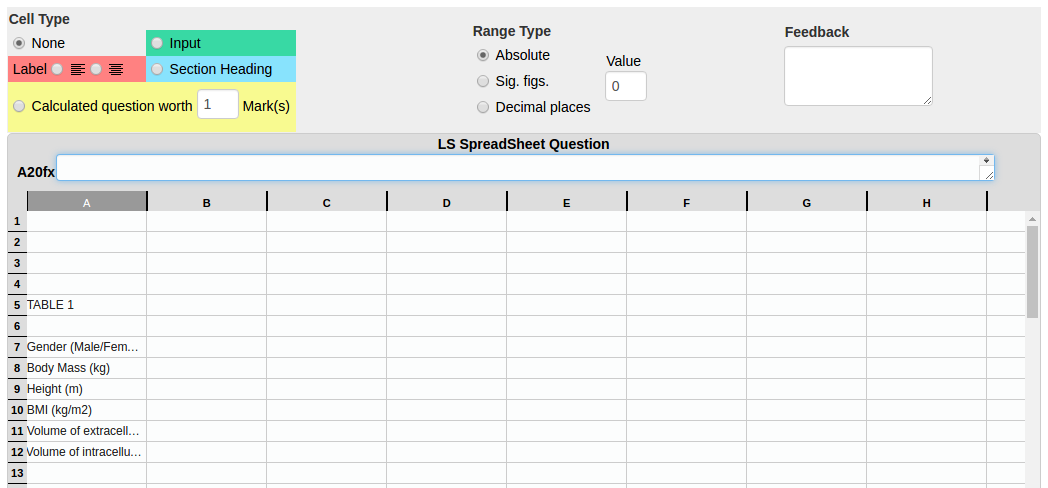 Cell Type
None
Input
Label
Section Heading
Calculated question worth 1 Mark(s)
Range Type
Absolute
Sig. figs.
Decimal places
Value
0
Feedback
LS SpreadSheet Question
A20fx
A B C D E F G H
1
2
3
4
5 TABLE 1
6
7 Gender (Male/Fem...
8 Body Mass (kg)
9 Height (m)
10 BMI (kg/m2)
11 Volume of extracell...
12 Volume of intracellu...
13